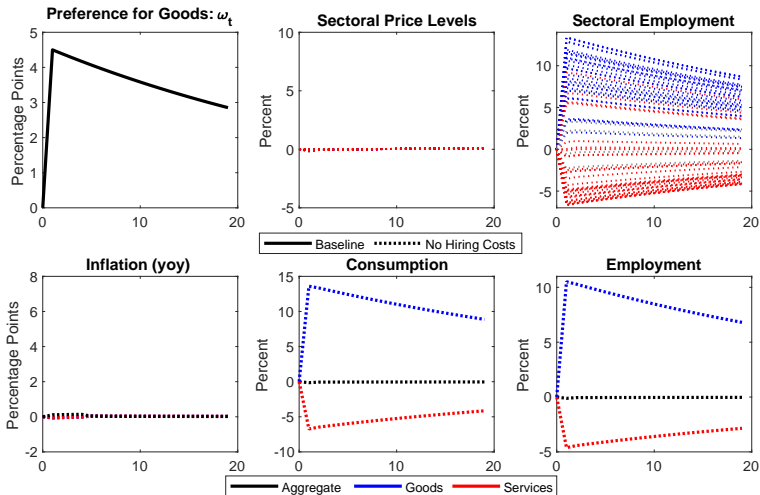 Preference for Goods: ω_t
Sectoral Price Levels
Sectoral Employment
Percentage Points
5
4
3
2
1
0
0
10
20
Percent
10
5
0
-5
0
10
20
Percent
10
5
0
-5
0
10
20
Baseline
No Hiring Costs
Inflation (yoy)
Consumption
Employment
Percentage Points
8
6
4
2
0
-2
0
10
20
Percent
15
10
5
0
-5
-10
0
10
20
Percent
10
5
0
-5
0
10
20
Aggregate
Goods
Services